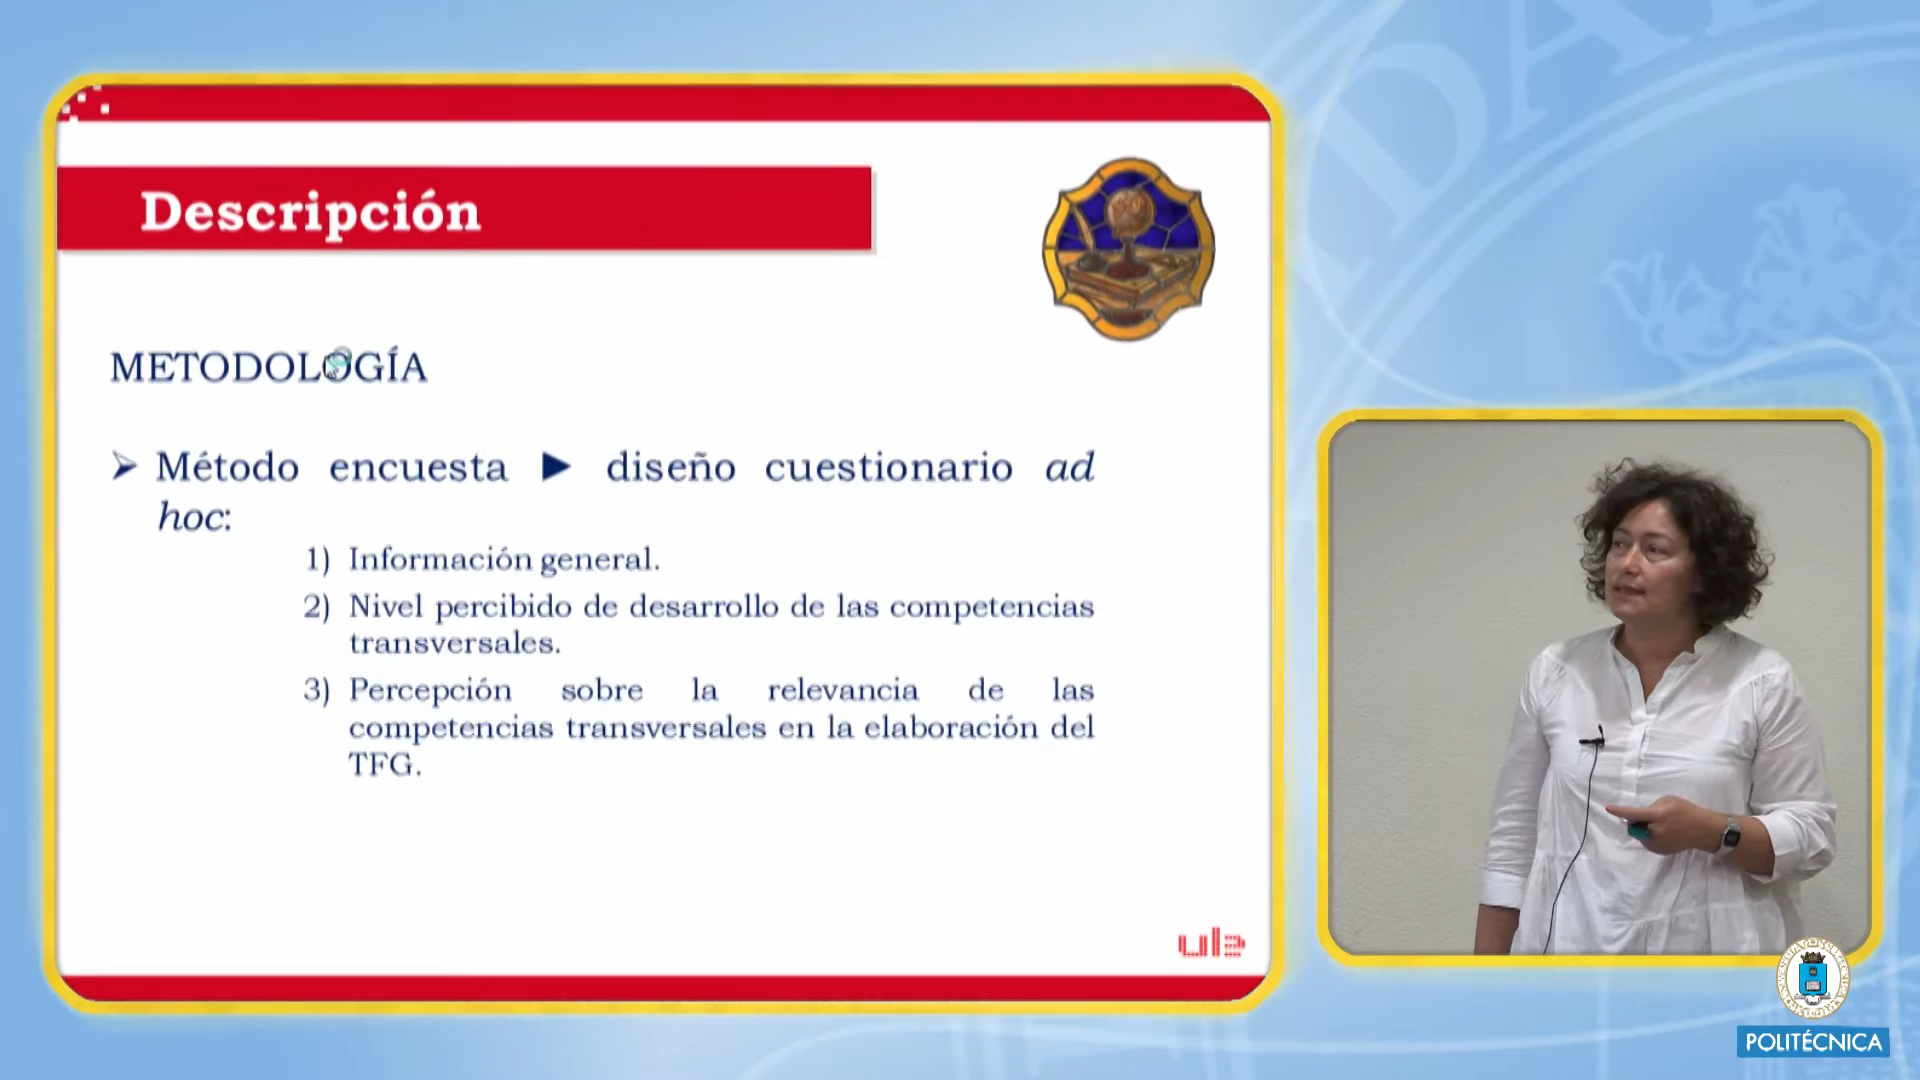 Descripción
METODOLOGÍA
➢ Método encuesta ► diseño cuestionario ad
hoc:
1) Información general.
2) Nivel percibido de desarrollo de las competencias
transversales.
3) Percepción sobre la relevancia de las
competencias transversales en la elaboración del
TFG.
ule
POLITÉCNICA